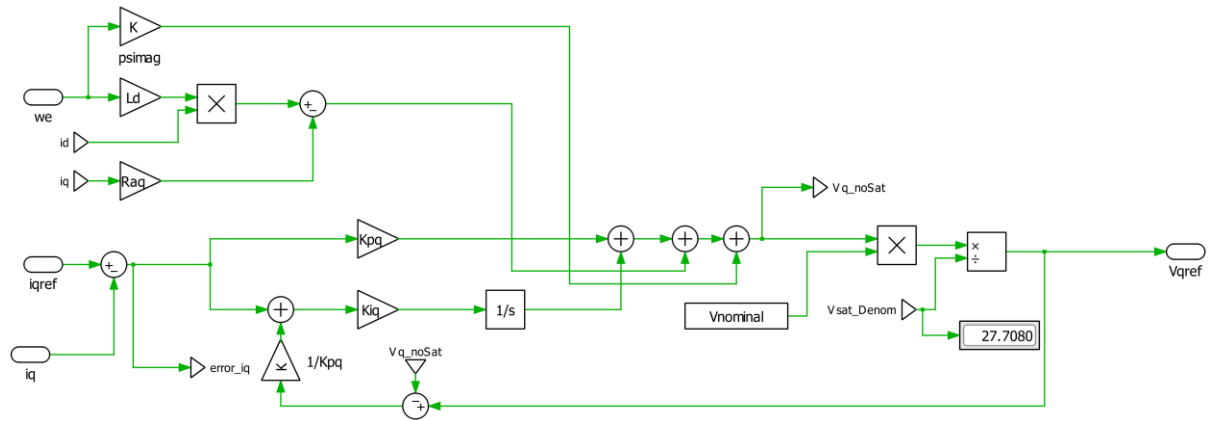 K
psimag
we
Ld
×
id
+−
iq
Raq
Vq_noSat
Kpq
+
+
+
×
×
÷
iqref
+−
Vqref
+
Kiq
1/s
Vnominal
Vsat_Denom
27.7080
iq
error_iq
K
1/Kpq
Vq_noSat
−+